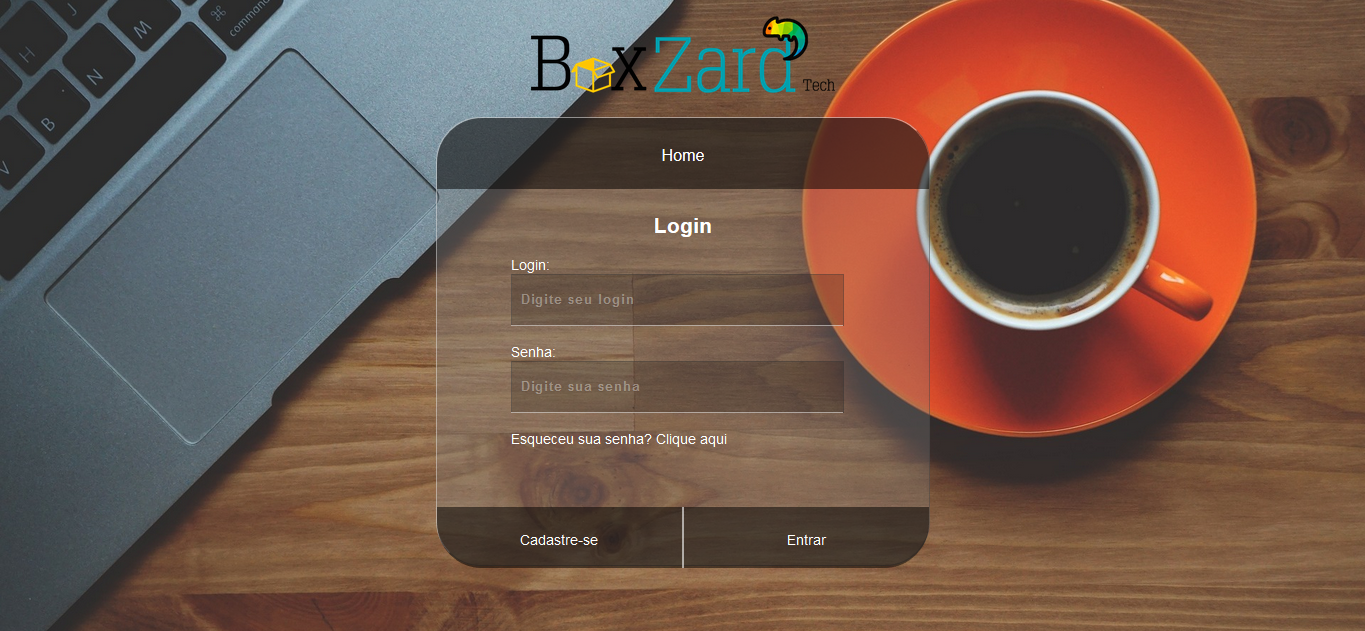 BoxZard Tech
Home
Login
Login:
Digite seu login
Senha:
Digite sua senha
Esqueceu sua senha? Clique aqui
Cadastre-se
Entrar
command
J
M
H
N
B
V